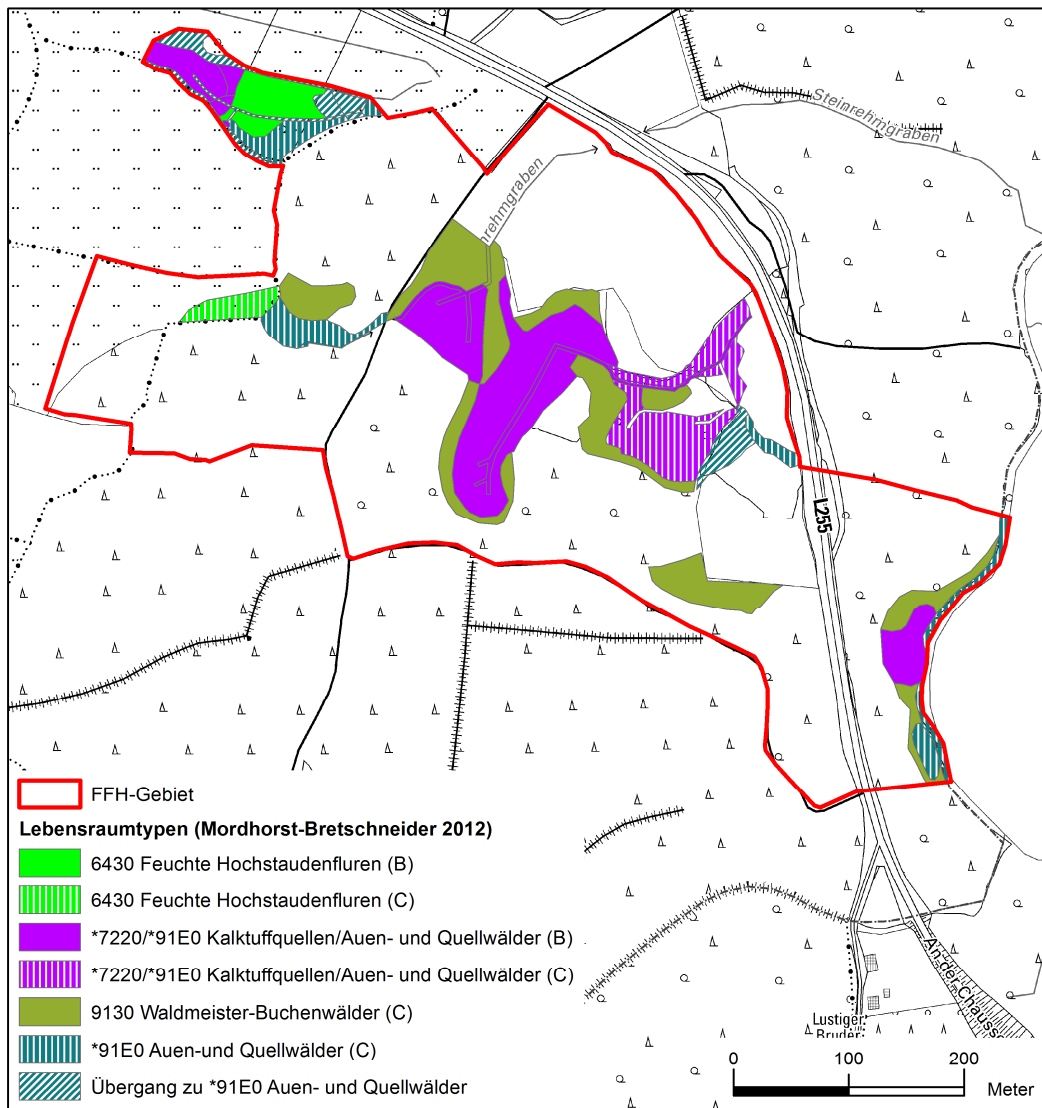 Steinrehmgraben
nrehmgraben
L255
FFH-Gebiet
Lebensraumtypen (Mordhorst-Bretschneider 2012)
6430 Feuchte Hochstaudenfluren (B)
6430 Feuchte Hochstaudenfluren (C)
*7220/*91E0 Kalktuffquellen/Auen- und Quellwälder (B)
*7220/*91E0 Kalktuffquellen/Auen- und Quellwälder (C)
9130 Waldmeister-Buchenwälder (C)
*91E0 Auen-und Quellwälder (C)
Übergang zu *91E0 Auen- und Quellwälder
An der Chausse
Lustiger
Bruder
0 100 200
Meter